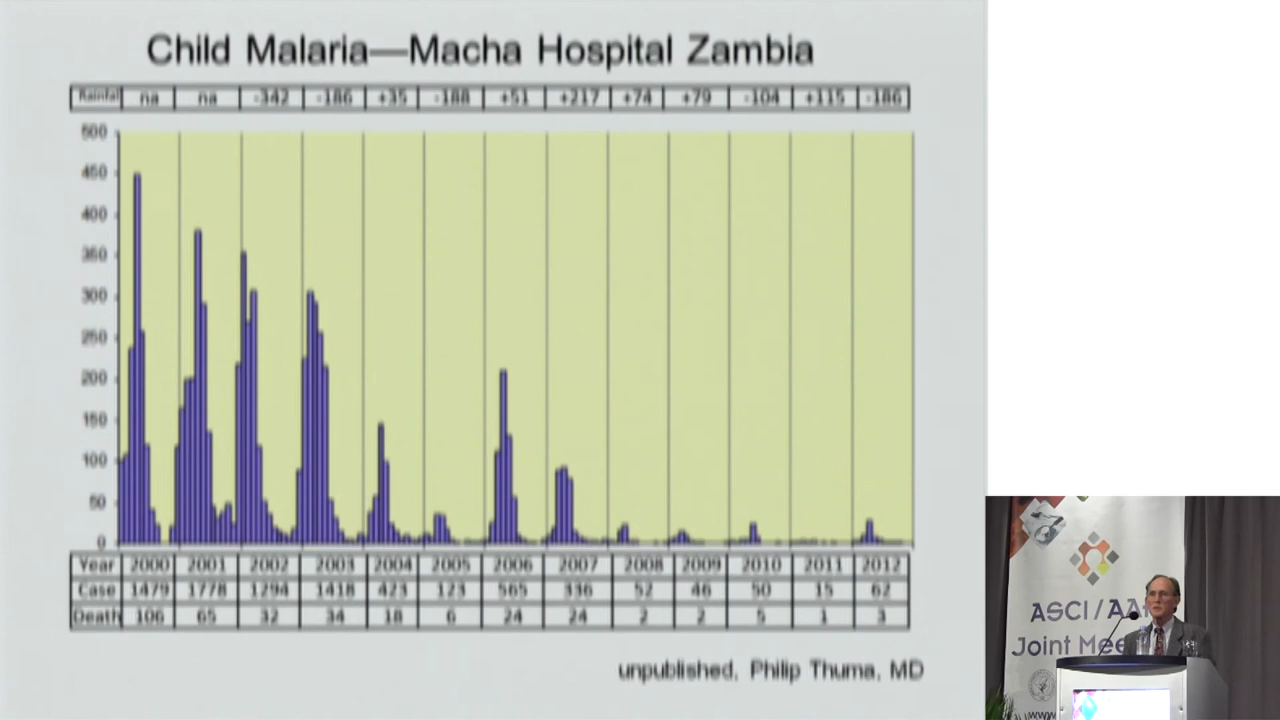 Child Malaria—Macha Hospital Zambia
Rainfall na na -342 -186 +35 -188 +51 +217 +74 +79 -104 +115 -186
500
450
400
350
300
250
200
150
100
50
0
Year 2000 2001 2002 2003 2004 2005 2006 2007 2008 2009 2010 2011 2012
Case 1479 1778 1294 1418 423 123 565 336 52 46 50 15 62
Death 106 65 32 34 18 6 24 24 2 2 5 1 3
unpublished, Philip Thuma, MD
ASCI / AA
Joint Mee
www